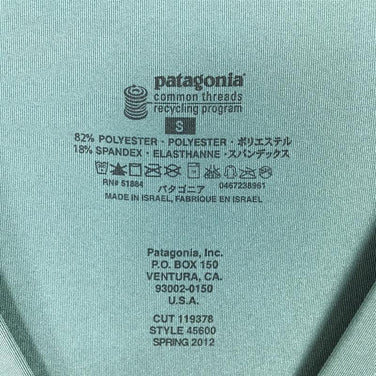 patagonia®
common threads
recycling program
S
82% POLYESTER・POLYESTER・ポリエステル
18% SPANDEX・ELASTHANNE・スパンデックス
RN# 51884 パタゴニア 0467238961
MADE IN ISRAEL, FABRIQUE EN ISRAEL
Patagonia, Inc.
P.O. BOX 150
VENTURA, CA.
93002-0150
U.S.A.
CUT 119378
STYLE 45600
SPRING 2012